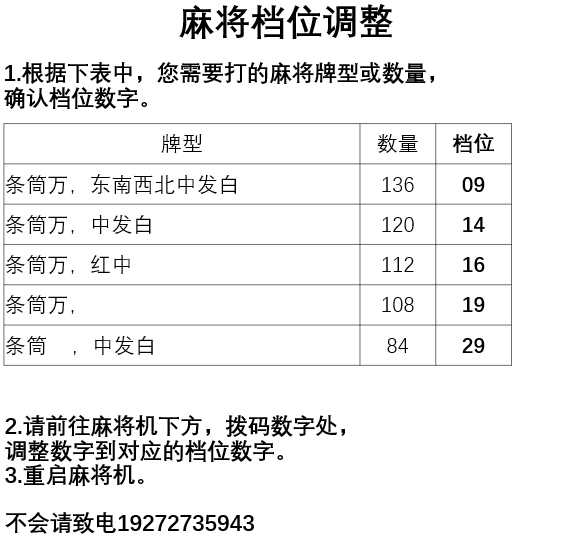 麻将档位调整
1.根据下表中，您需要打的麻将牌型或数量，
确认档位数字。
牌型 数量 档位
条筒万，东南西北中发白 136 09
条筒万，中发白 120 14
条筒万，红中 112 16
条筒万， 108 19
条筒 ，中发白 84 29
2.请前往麻将机下方，拨码数字处，
调整数字到对应的档位数字。
3.重启麻将机。
不会请致电19272735943